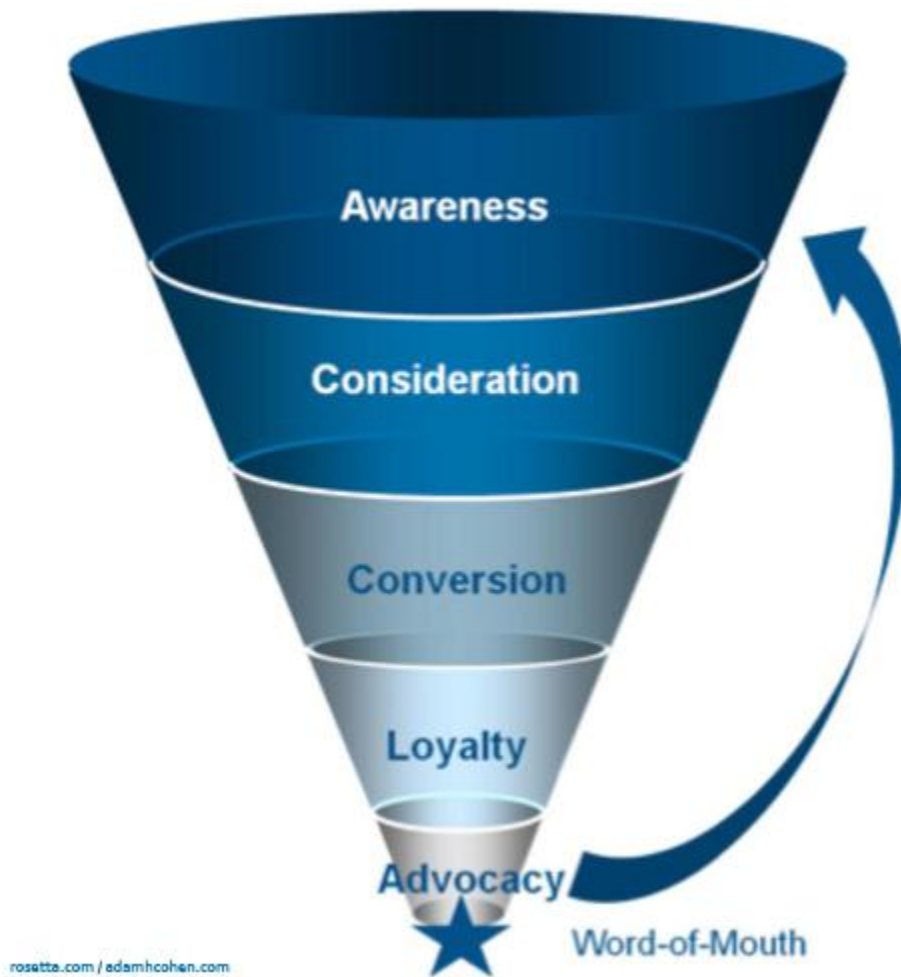 Awareness
Consideration
Conversion
Loyalty
Advocacy
Word-of-Mouth
rosetta.com / adamhcohen.com